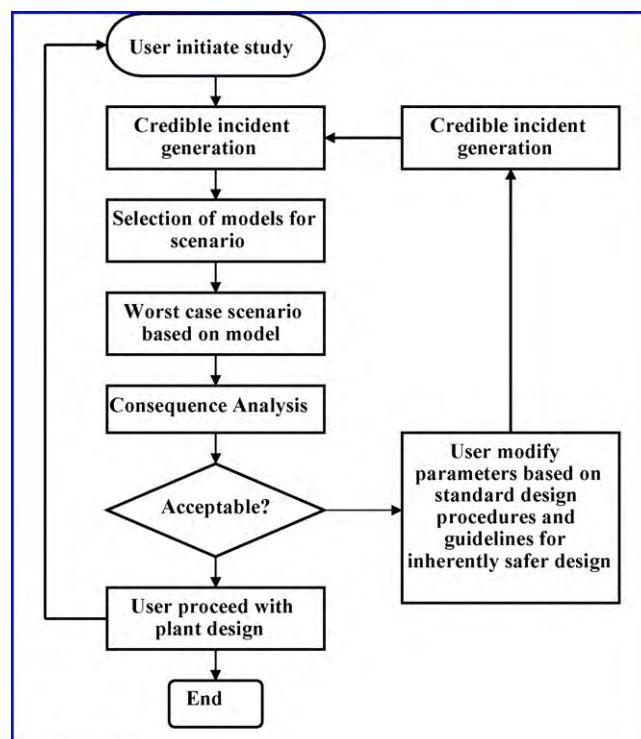 User initiate study
Credible incident
generation
Credible incident
generation
Selection of models for
scenario
Worst case scenario
based on model
Consequence Analysis
Acceptable?
User modify
parameters based on
standard design
procedures and
guidelines for
inherently safer design
User proceed with
plant design
End